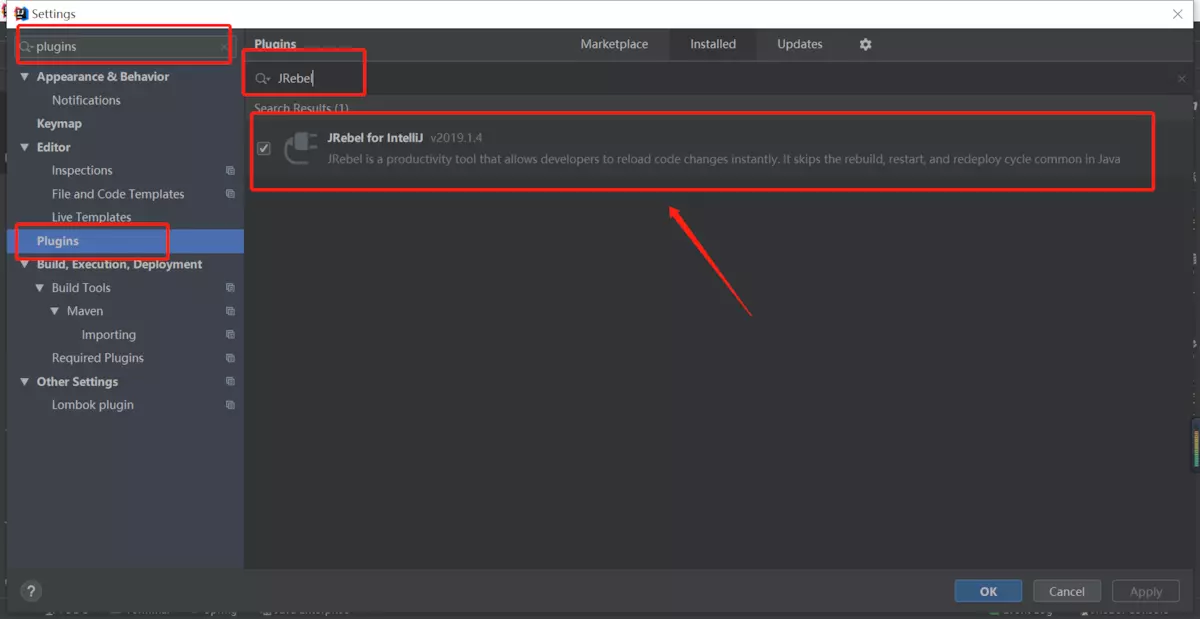 Settings
plugins
Appearance & Behavior
Notifications
Keymap
Editor
Inspections
File and Code Templates
Live Templates
Plugins
Build, Execution, Deployment
Build Tools
Maven
Importing
Required Plugins
Other Settings
Lombok plugin
Plugins
Marketplace
Installed
Updates
JRebel
Search Results (1)
JRebel for IntelliJ v2019.1.4
JRebel is a productivity tool that allows developers to reload code changes instantly. It skips the rebuild, restart, and redeploy cycle common in Java
?
OK
Cancel
Apply